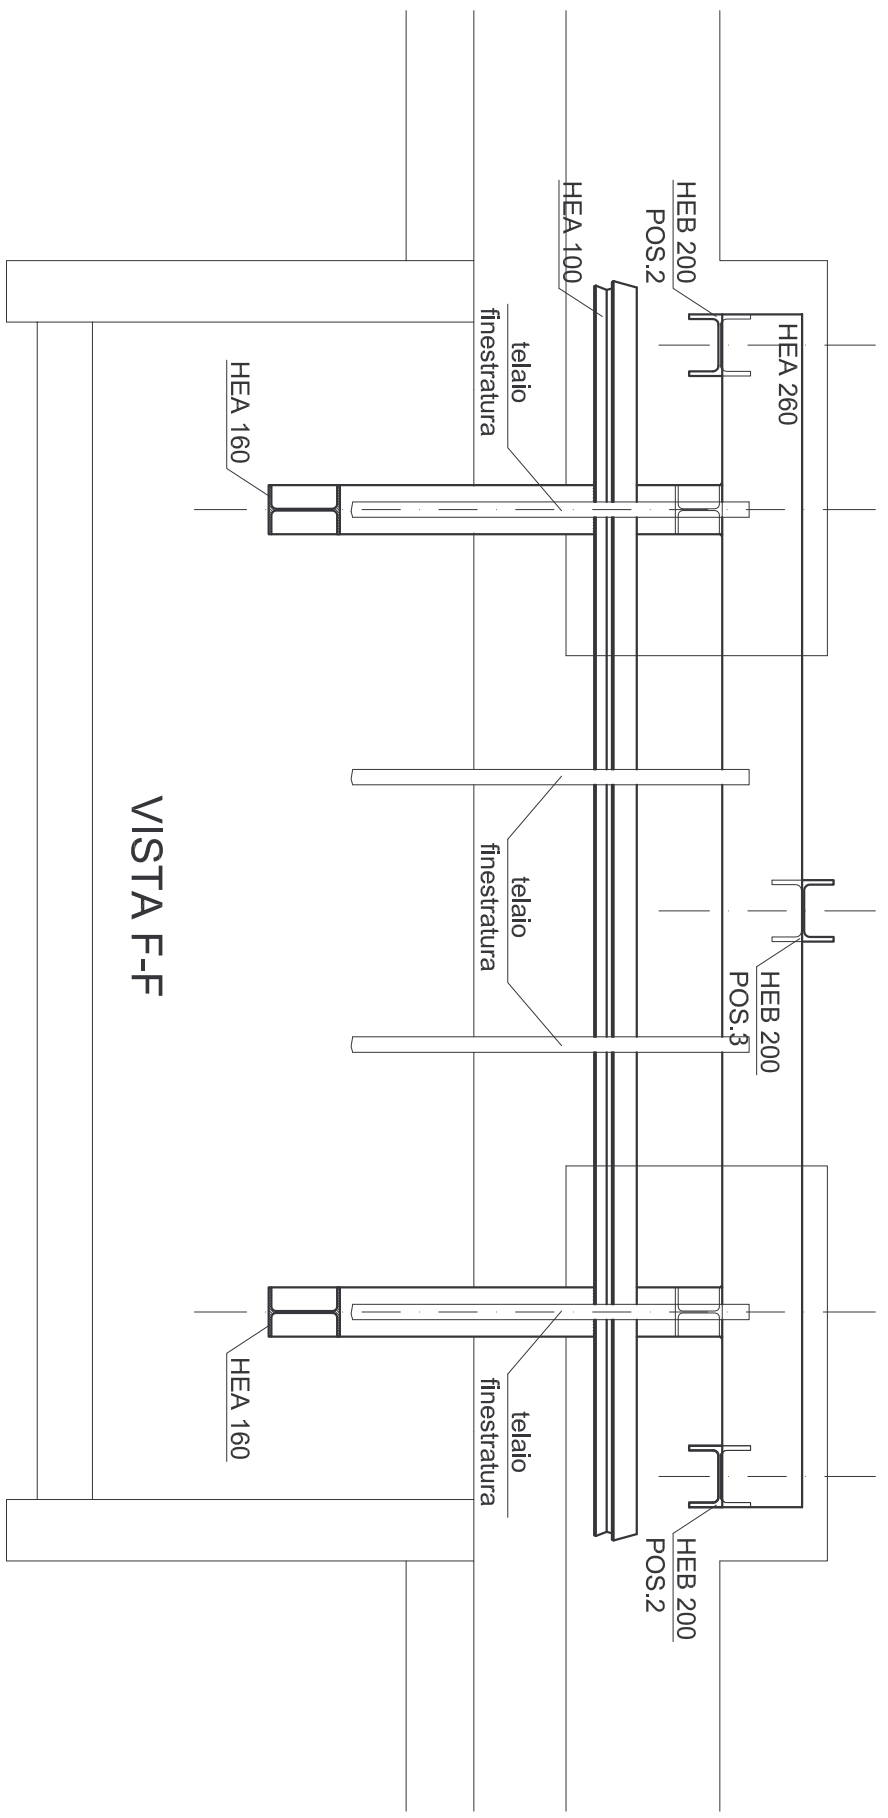 HEB 200
POS.2
HEA 260
HEA 100
telaio
finestratura
HEA 160
HEB 200
POS.3
telaio
finestratura
VISTA F-F
HEB 200
POS.2
telaio
finestratura
HEA 160